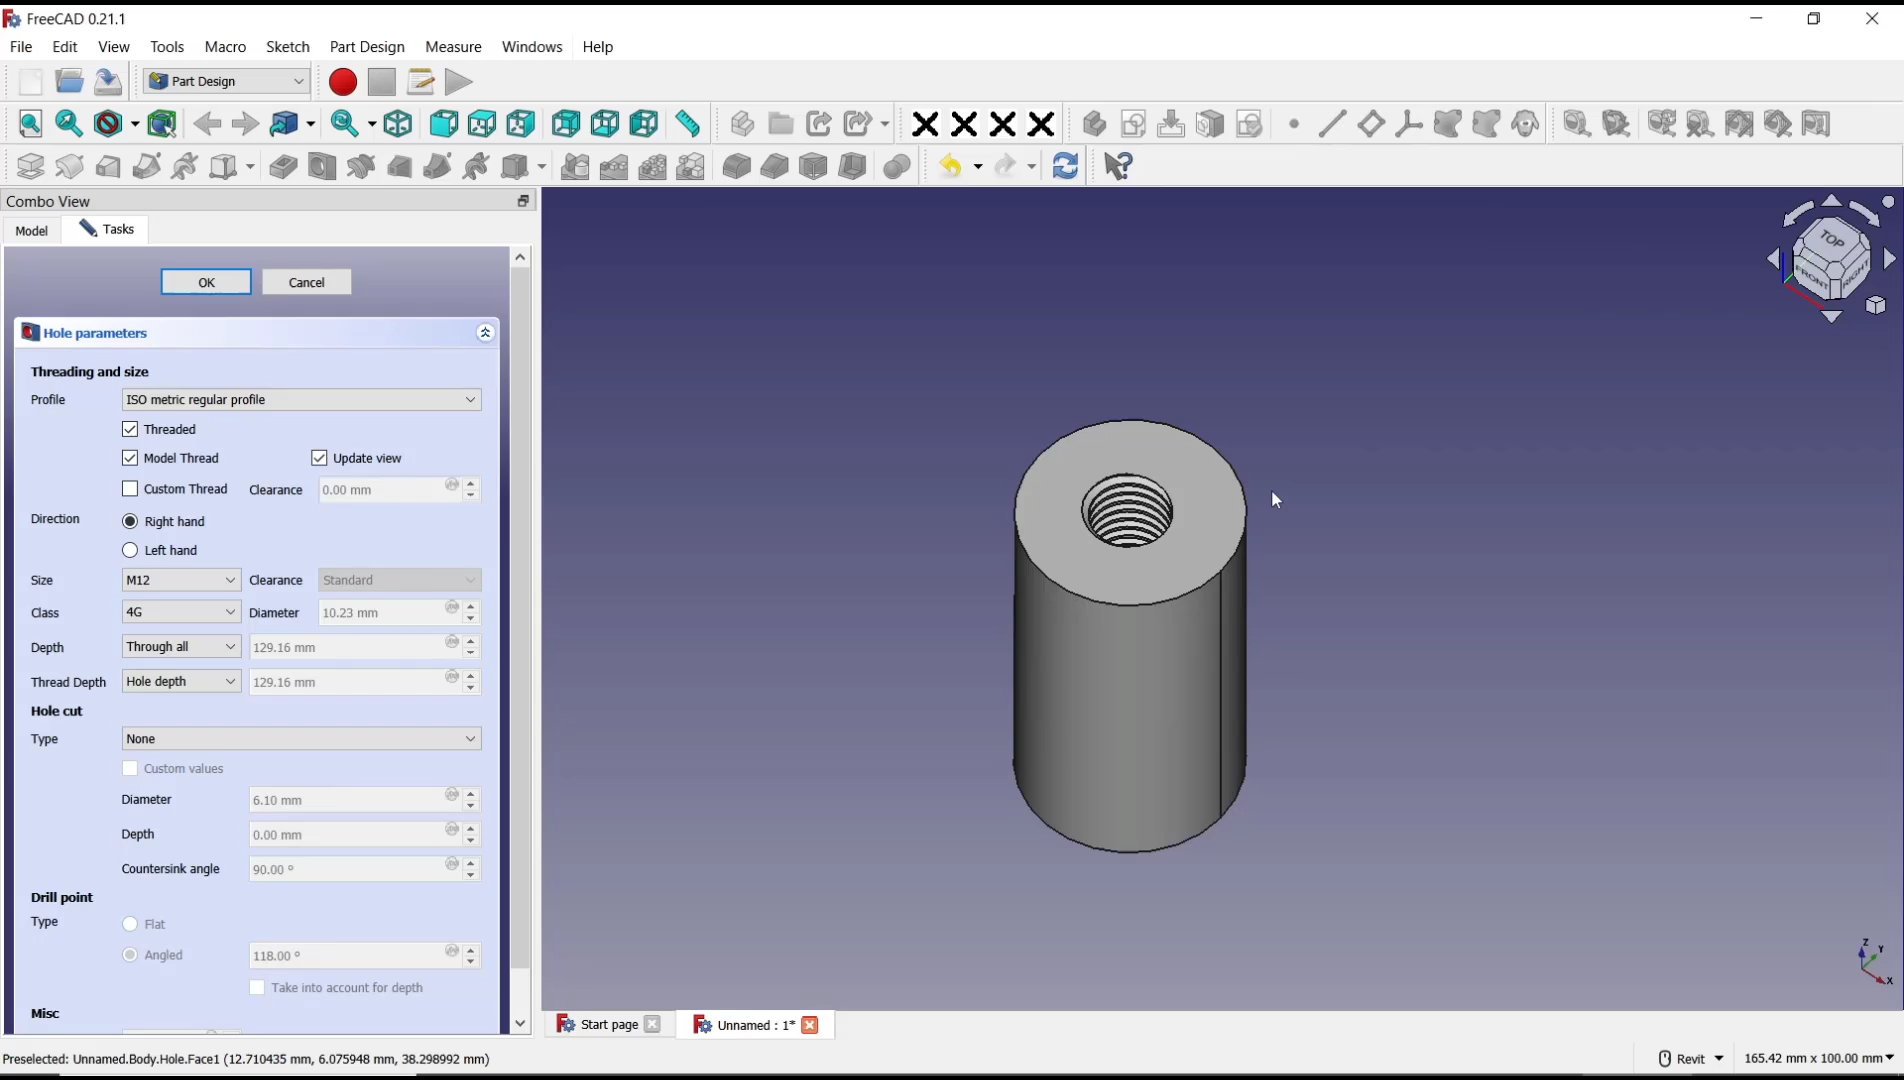 FreeCAD 0.21.1
File Edit View Tools Macro Sketch Part Design Measure Windows Help
Part Design
Combo View
Model Tasks
OK Cancel
Hole parameters
Threading and size
Profile ISO metric regular profile
Threaded
Model Thread Update view
Custom Thread Clearance 0.00 mm
Direction Right hand
Left hand
Size M12 Clearance Standard
Class 4G Diameter 10.23 mm
Depth Through all 129.16 mm
Thread Depth Hole depth 129.16 mm
Hole cut
Type None
Custom values
Diameter 6.10 mm
Depth 0.00 mm
Countersink angle 90.00 °
Drill point
Type Flat
Angled 118.00 °
Take into account for depth
Misc
TOP
FRONT RIGHT
Z Y
X
Start page Unnamed : 1*
Preselected: Unnamed.Body.Hole.Face1 (12.710435 mm, 6.075948 mm, 38.298992 mm) Revit 165.42 mm x 100.00 mm